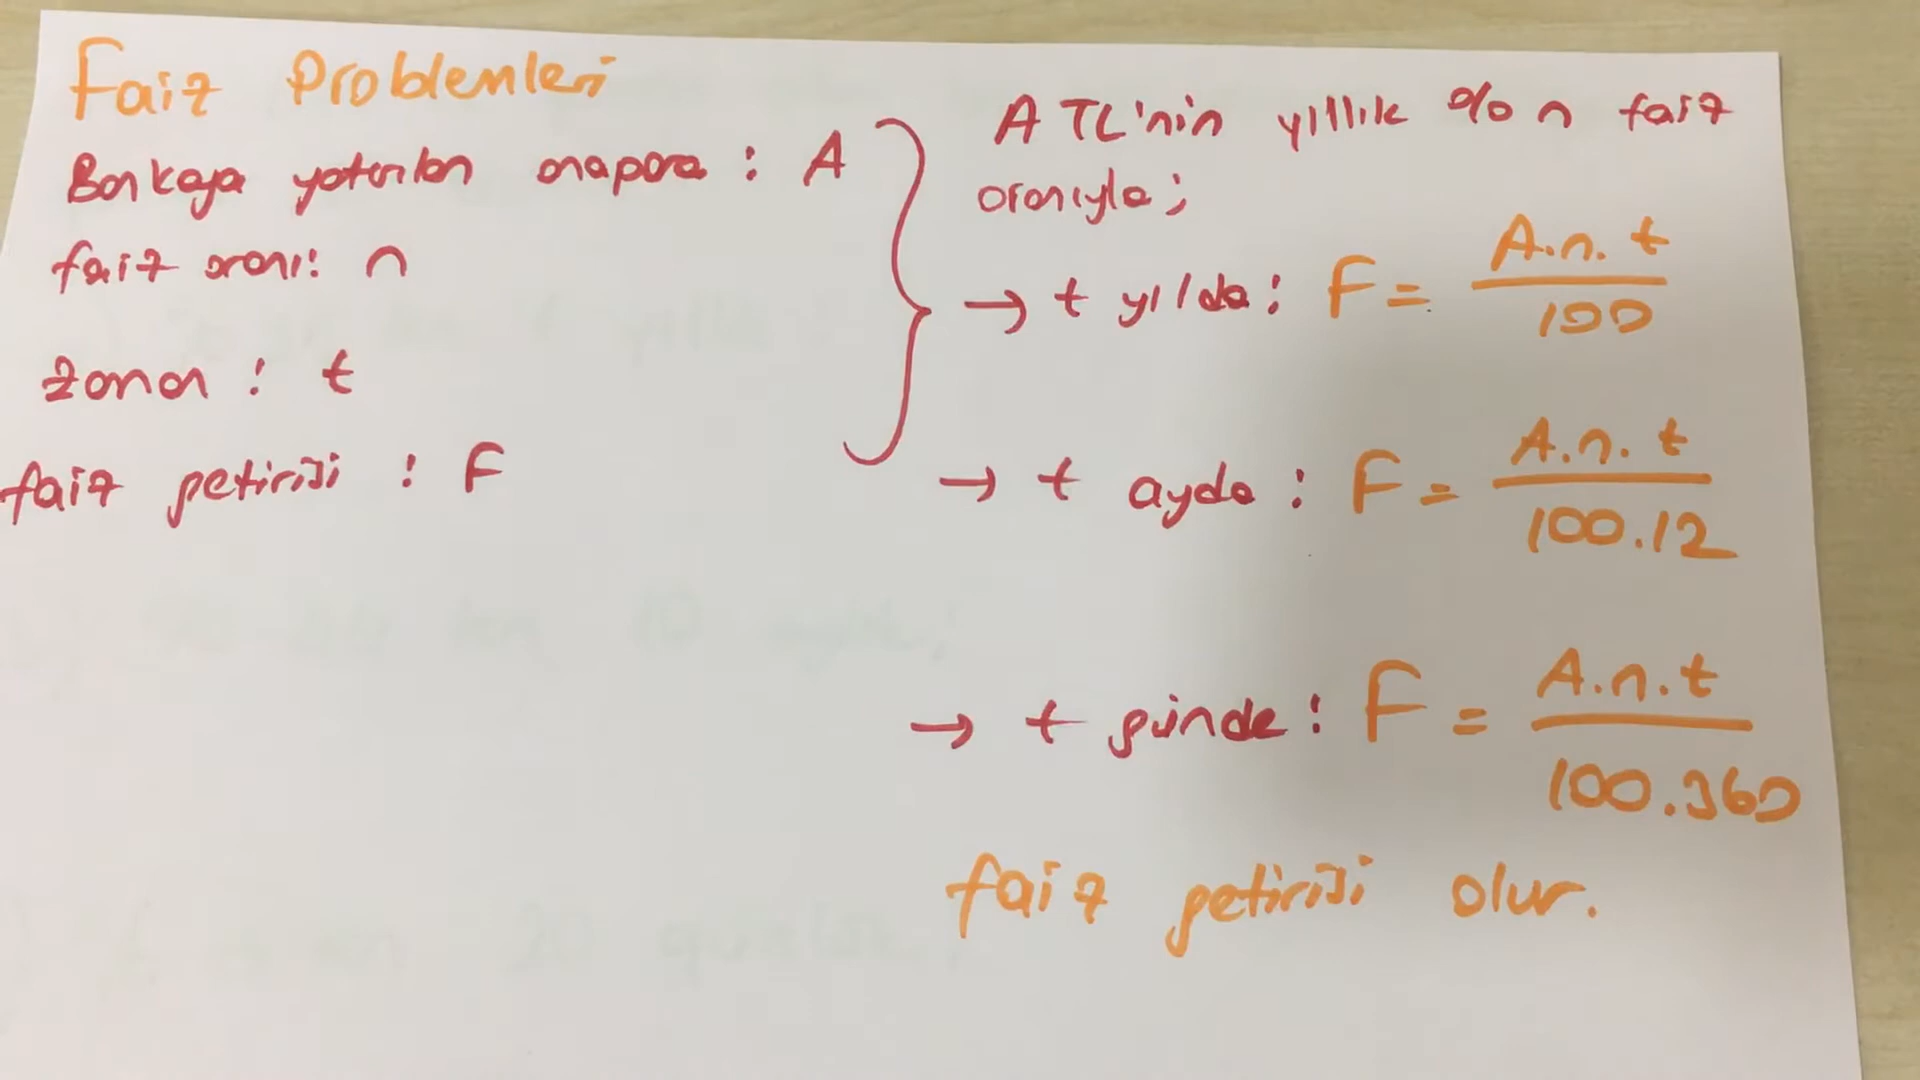 Faiz Problemleri
Bankaya yatırılan anapara : A
faiz oranı: n
zaman : t
faiz getirisi : F
A TL'nin yıllık %n faiz
oranıyla;
→ t yılda: F = A.n.t / 100
→ t ayda : F = A.n.t / 100.12
→ t günde: F = A.n.t / 100.360
faiz getirisi olur.